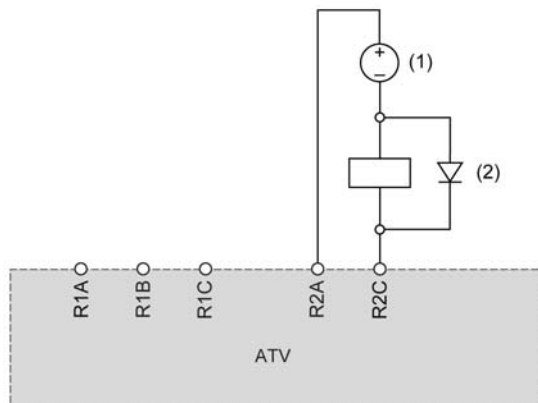 +
(1)
−
(2)
R1A
R1B
R1C
R2A
R2C
ATV